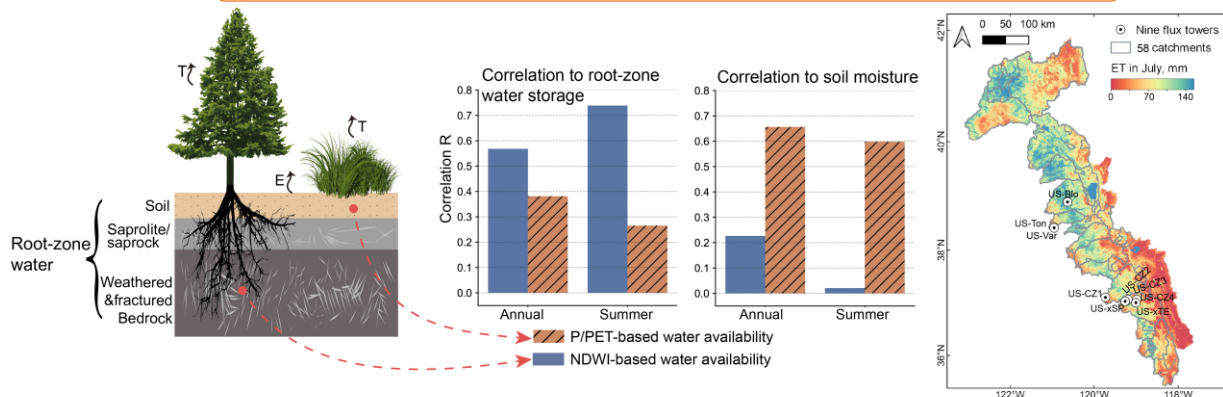 T
T
E
Root-zone
water
Soil
Saprolite/
saprock
Weathered
&fractured
Bedrock
Correlation to root-zone
water storage
Correlation R
0.8
0.7
0.6
0.5
0.4
0.3
0.2
0.1
0.0
Annual
Summer
Correlation to soil moisture
0.8
0.7
0.6
0.5
0.4
0.3
0.2
0.1
0.0
Annual
Summer
P/PET-based water availability
NDWI-based water availability
0 50 100 km
Nine flux towers
58 catchments
ET in July, mm
0 70 140
42°N
40°N
38°N
36°N
122°W
120°W
118°W
US-Blo
US-Ton
US-Var
US-CZ2
US-CZ3
US-CZ1
US-CZ4
US-xSP
US-xTE